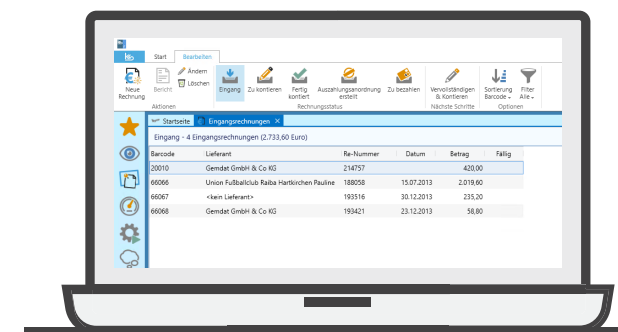 Start Bearbeiten
Neue Rechnung
Bericht
Ändern
Löschen
Aktionen
Eingang
Zu kontieren
Fertig kontiert
Auszahlungsanordnung erstellt
Zu bezahlen
Rechnungsstatus
Vervollständigen & Kontieren
Nächste Schritte
Sortierung Barcode
Filter Alle
Optionen
Startseite Eingangsrechnungen ×
Eingang - 4 Eingangsrechnungen (2.733,60 Euro)
Barcode Lieferant Re-Nummer Datum Betrag Fällig
20010 Gemdat GmbH & Co KG 214757 420,00
66066 Union Fußballclub Raiba Hartkirchen Pauline 188058 15.07.2013 2.019,60
66067 <kein Lieferant> 193516 30.12.2013 235,20
66068 Gemdat GmbH & Co KG 193421 23.12.2013 58,80